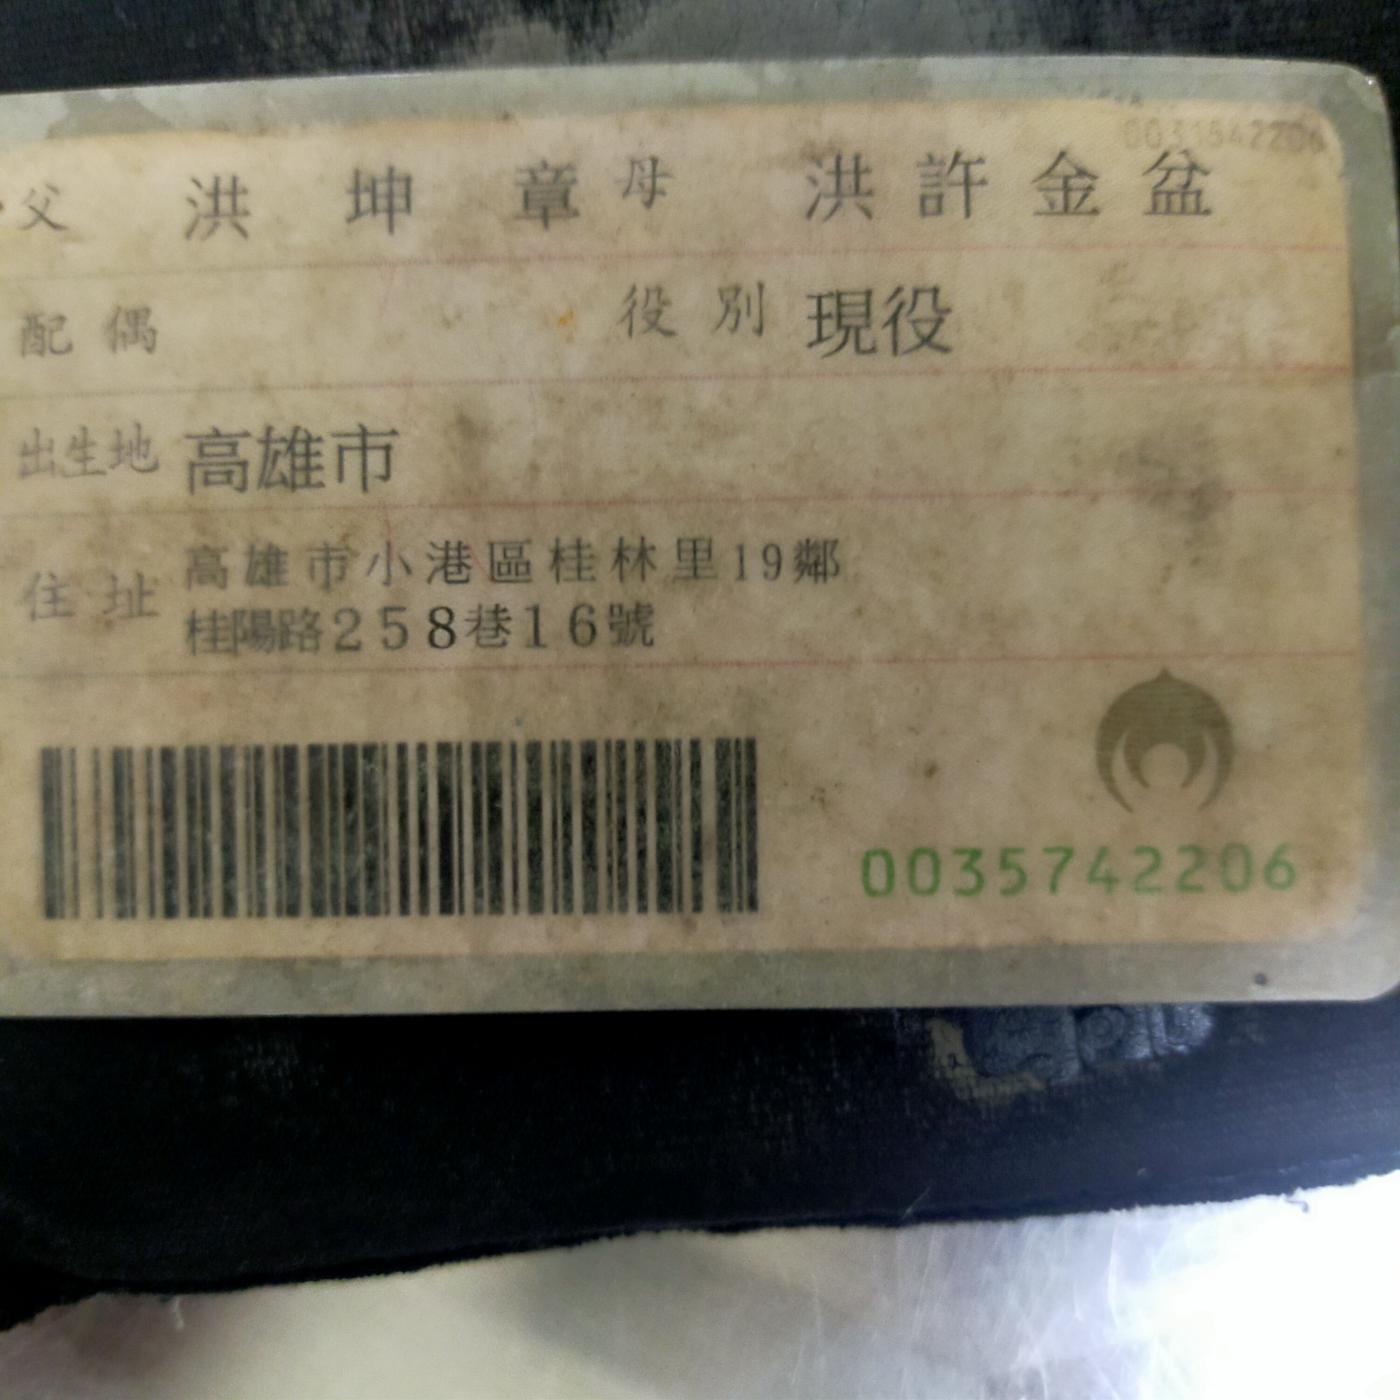 父 洪坤章 母 洪許金盆
配偶 役別 現役
出生地 高雄市
住址 高雄市小港區桂林里19鄰
桂陽路258巷16號
0035742206